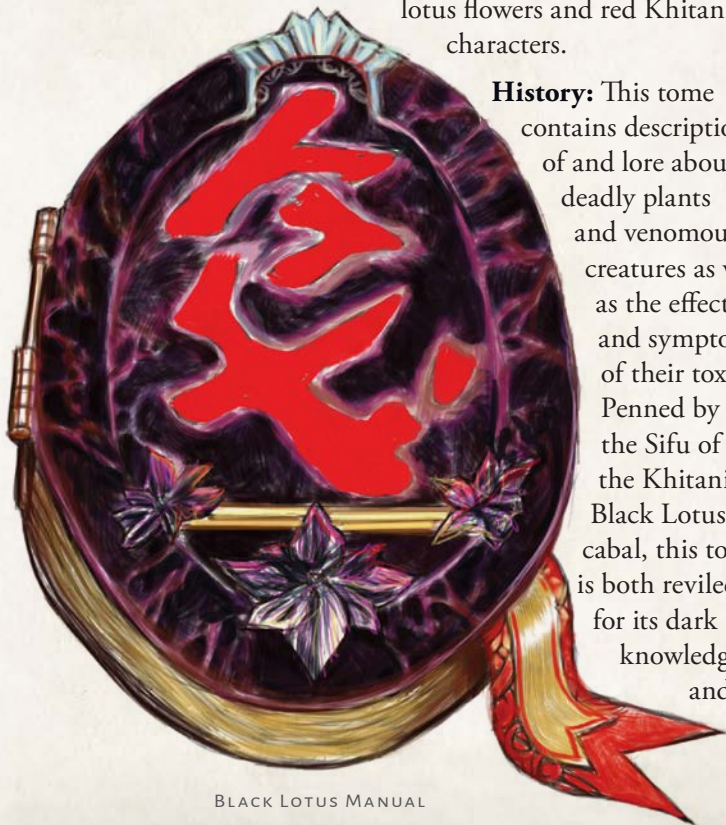 lotus flowers and red Khitan
characters.
History: This tome
contains descriptio
of and lore abou
deadly plants
and venomou
creatures as
as the effect
and sympto
of their tox
Penned by
the Sifu of
the Khitani
Black Lotus
cabal, this to
is both reviled
for its dark
knowledg
and
BLACK LOTUS MANUAL